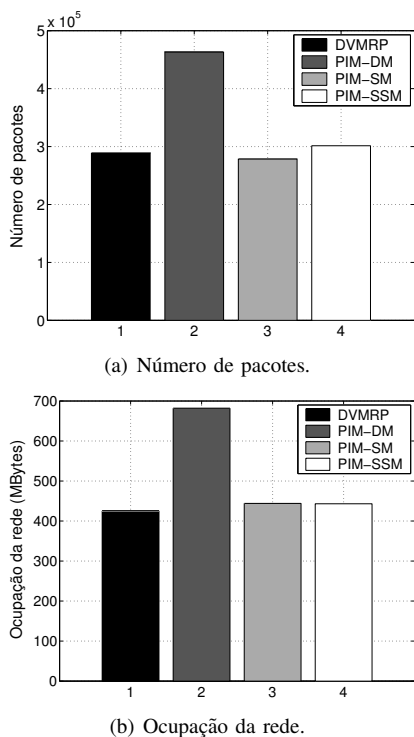 x 10^5
5
4
3
2
1
0
Número de pacotes
DVMRP
PIM-DM
PIM-SM
PIM-SSM
1 2 3 4
(a) Número de pacotes.
700
600
500
400
300
200
100
0
Ocupação da rede (MBytes)
DVMRP
PIM-DM
PIM-SM
PIM-SSM
1 2 3 4
(b) Ocupação da rede.